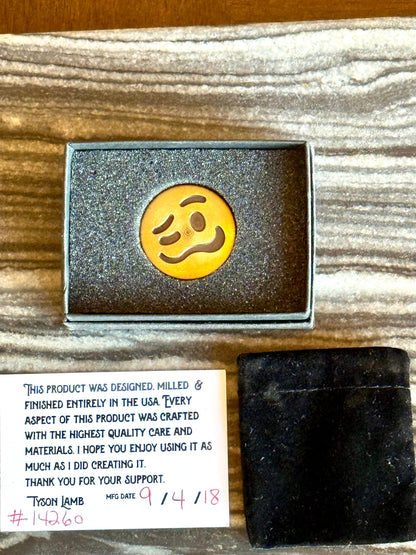 This product was designed, milled &
finished entirely in the USA. Every
aspect of this product was crafted
with the highest quality care and
materials. I hope you enjoy using it as
much as I did creating it.
Thank you for your support.
Tyson Lamb MFG DATE 9/4/18
#14260